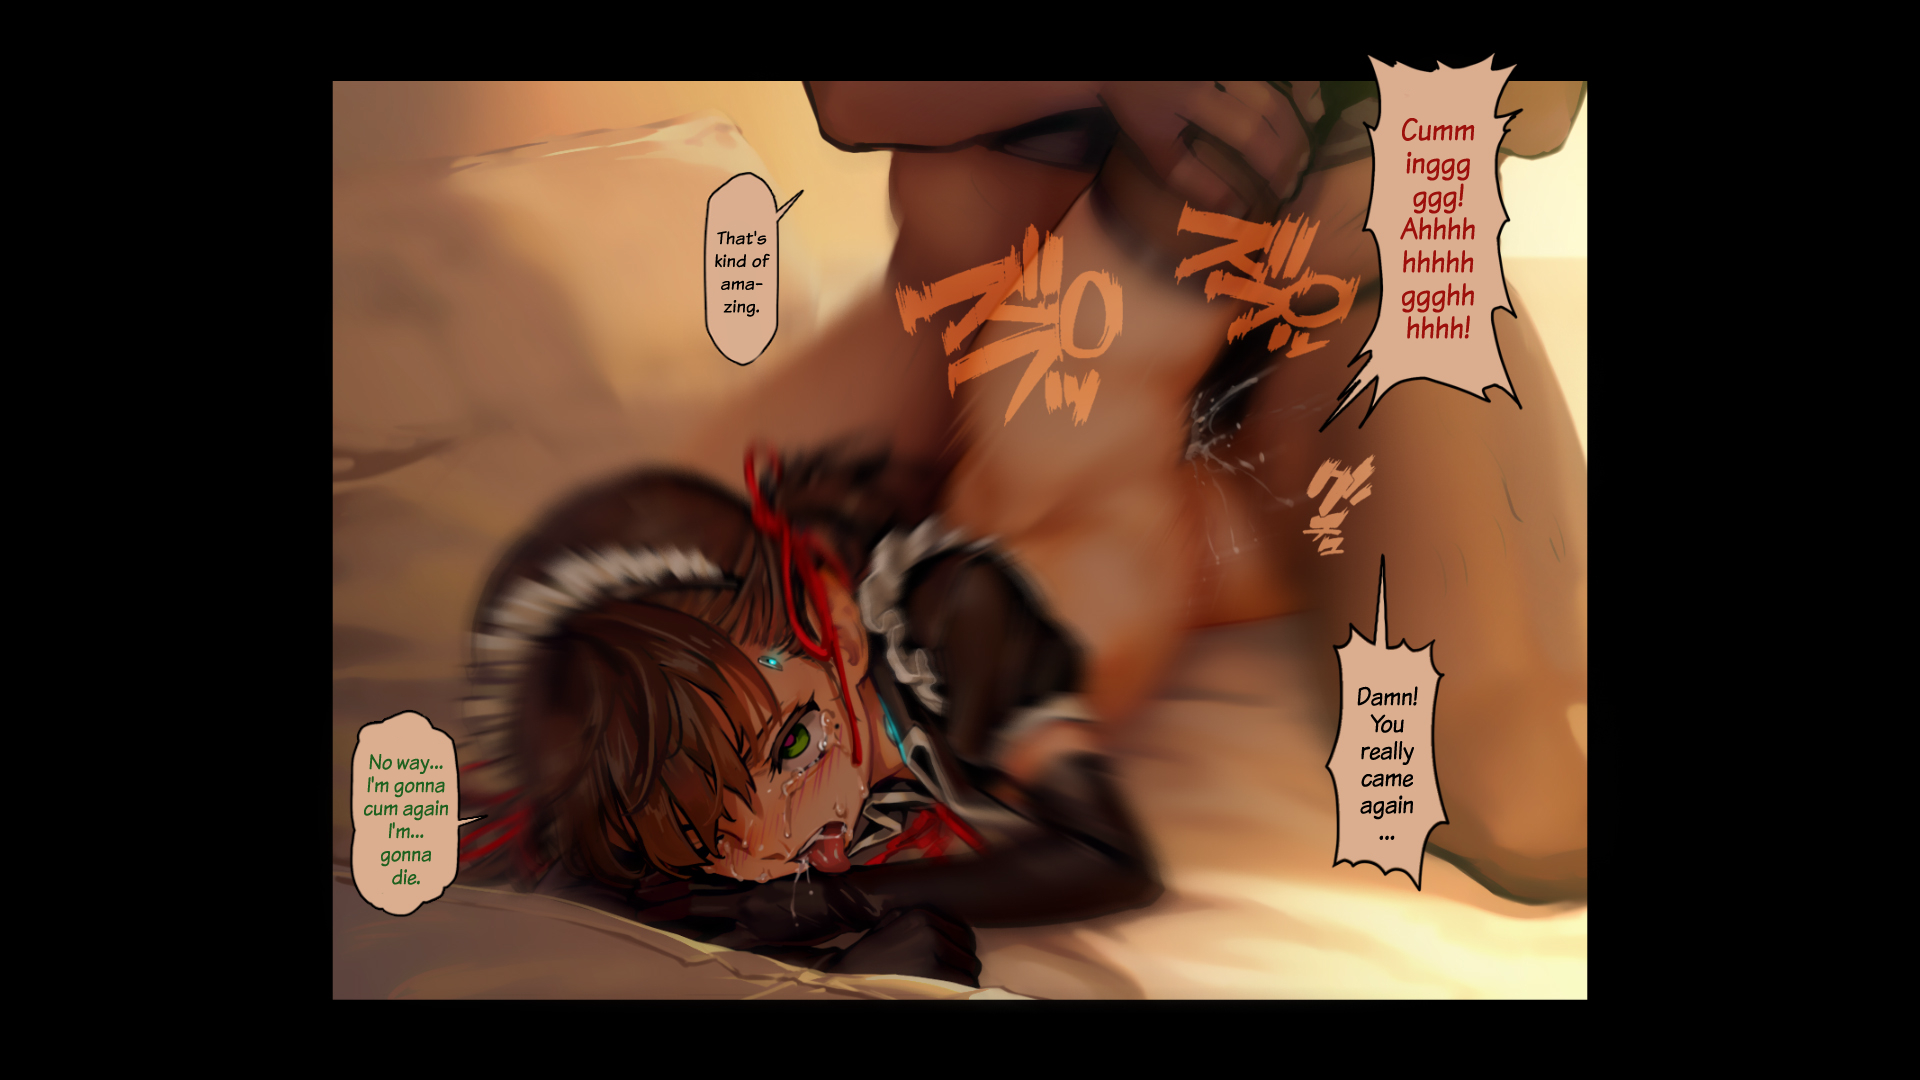 That's
kind of
ama-
zing.
Cumm
inggg
ggg!
Ahhhh
hhhhh
ggghh
hhhh!
No way...
I'm gonna
cum again
I'm...
gonna
die.
Damn!
You
really
came
again
...